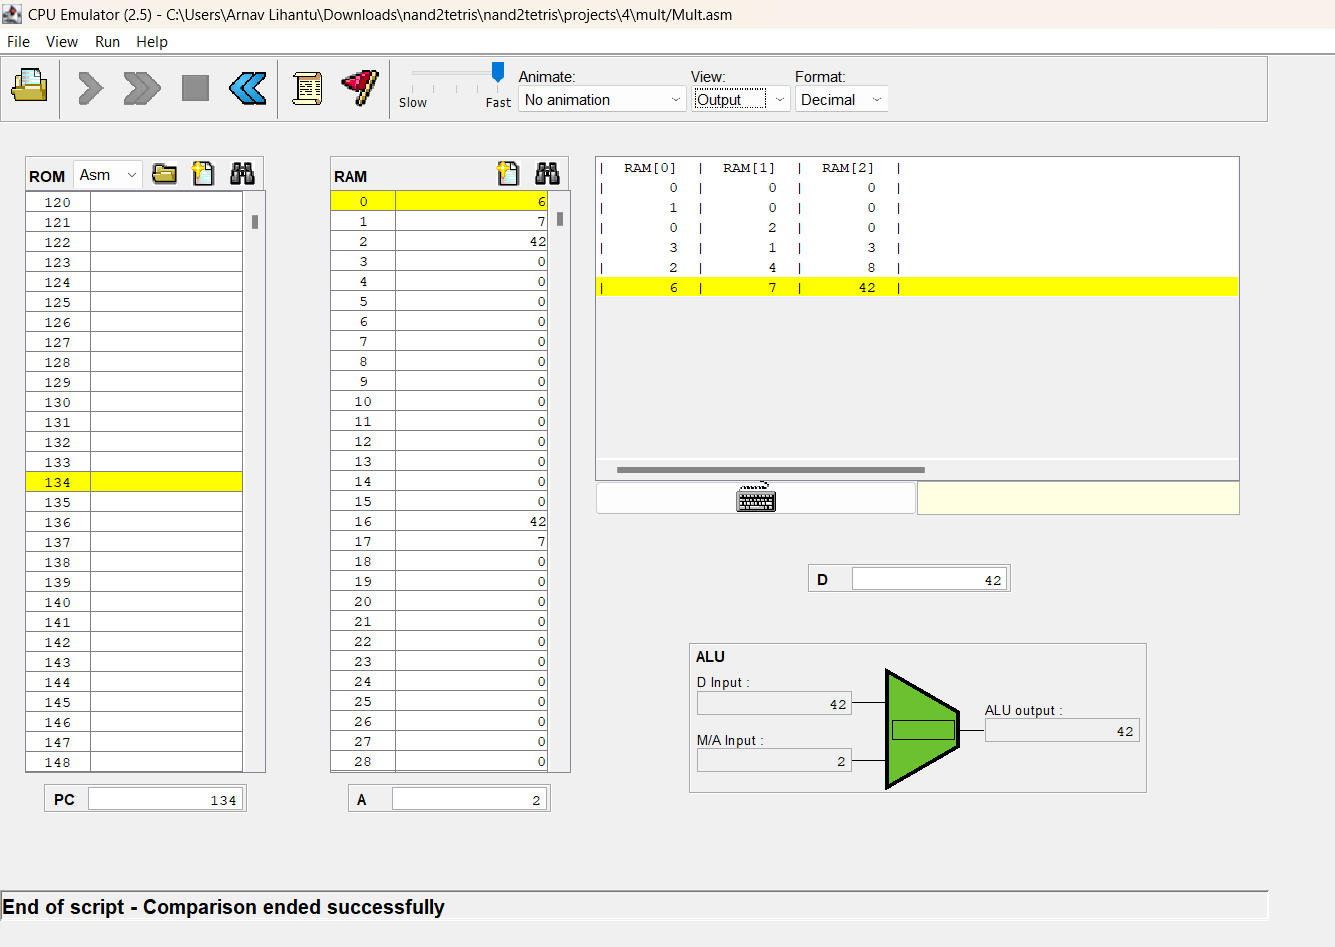 CPU Emulator (2.5) - C:\Users\Arnav Lihantu\Downloads\nand2tetris\nand2tetris\projects\4\mult/Mult.asm
File View Run Help
Slow Fast
Animate:
No animation
View:
Output
Format:
Decimal
ROM Asm
120
121
122
123
124
125
126
127
128
129
130
131
132
133
134
135
136
137
138
139
140
141
142
143
144
145
146
147
148
PC 134
RAM
0 6
1 7
2 42
3 0
4 0
5 0
6 0
7 0
8 0
9 0
10 0
11 0
12 0
13 0
14 0
15 0
16 42
17 7
18 0
19 0
20 0
21 0
22 0
23 0
24 0
25 0
26 0
27 0
28 0
A 2
| RAM[0] | RAM[1] | RAM[2] |
| 0 | 0 | 0 |
| 1 | 0 | 0 |
| 0 | 2 | 0 |
| 3 | 1 | 3 |
| 2 | 4 | 8 |
| 6 | 7 | 42 |
D 42
ALU
D Input :
42
M/A Input :
2
ALU output :
42
End of script - Comparison ended successfully